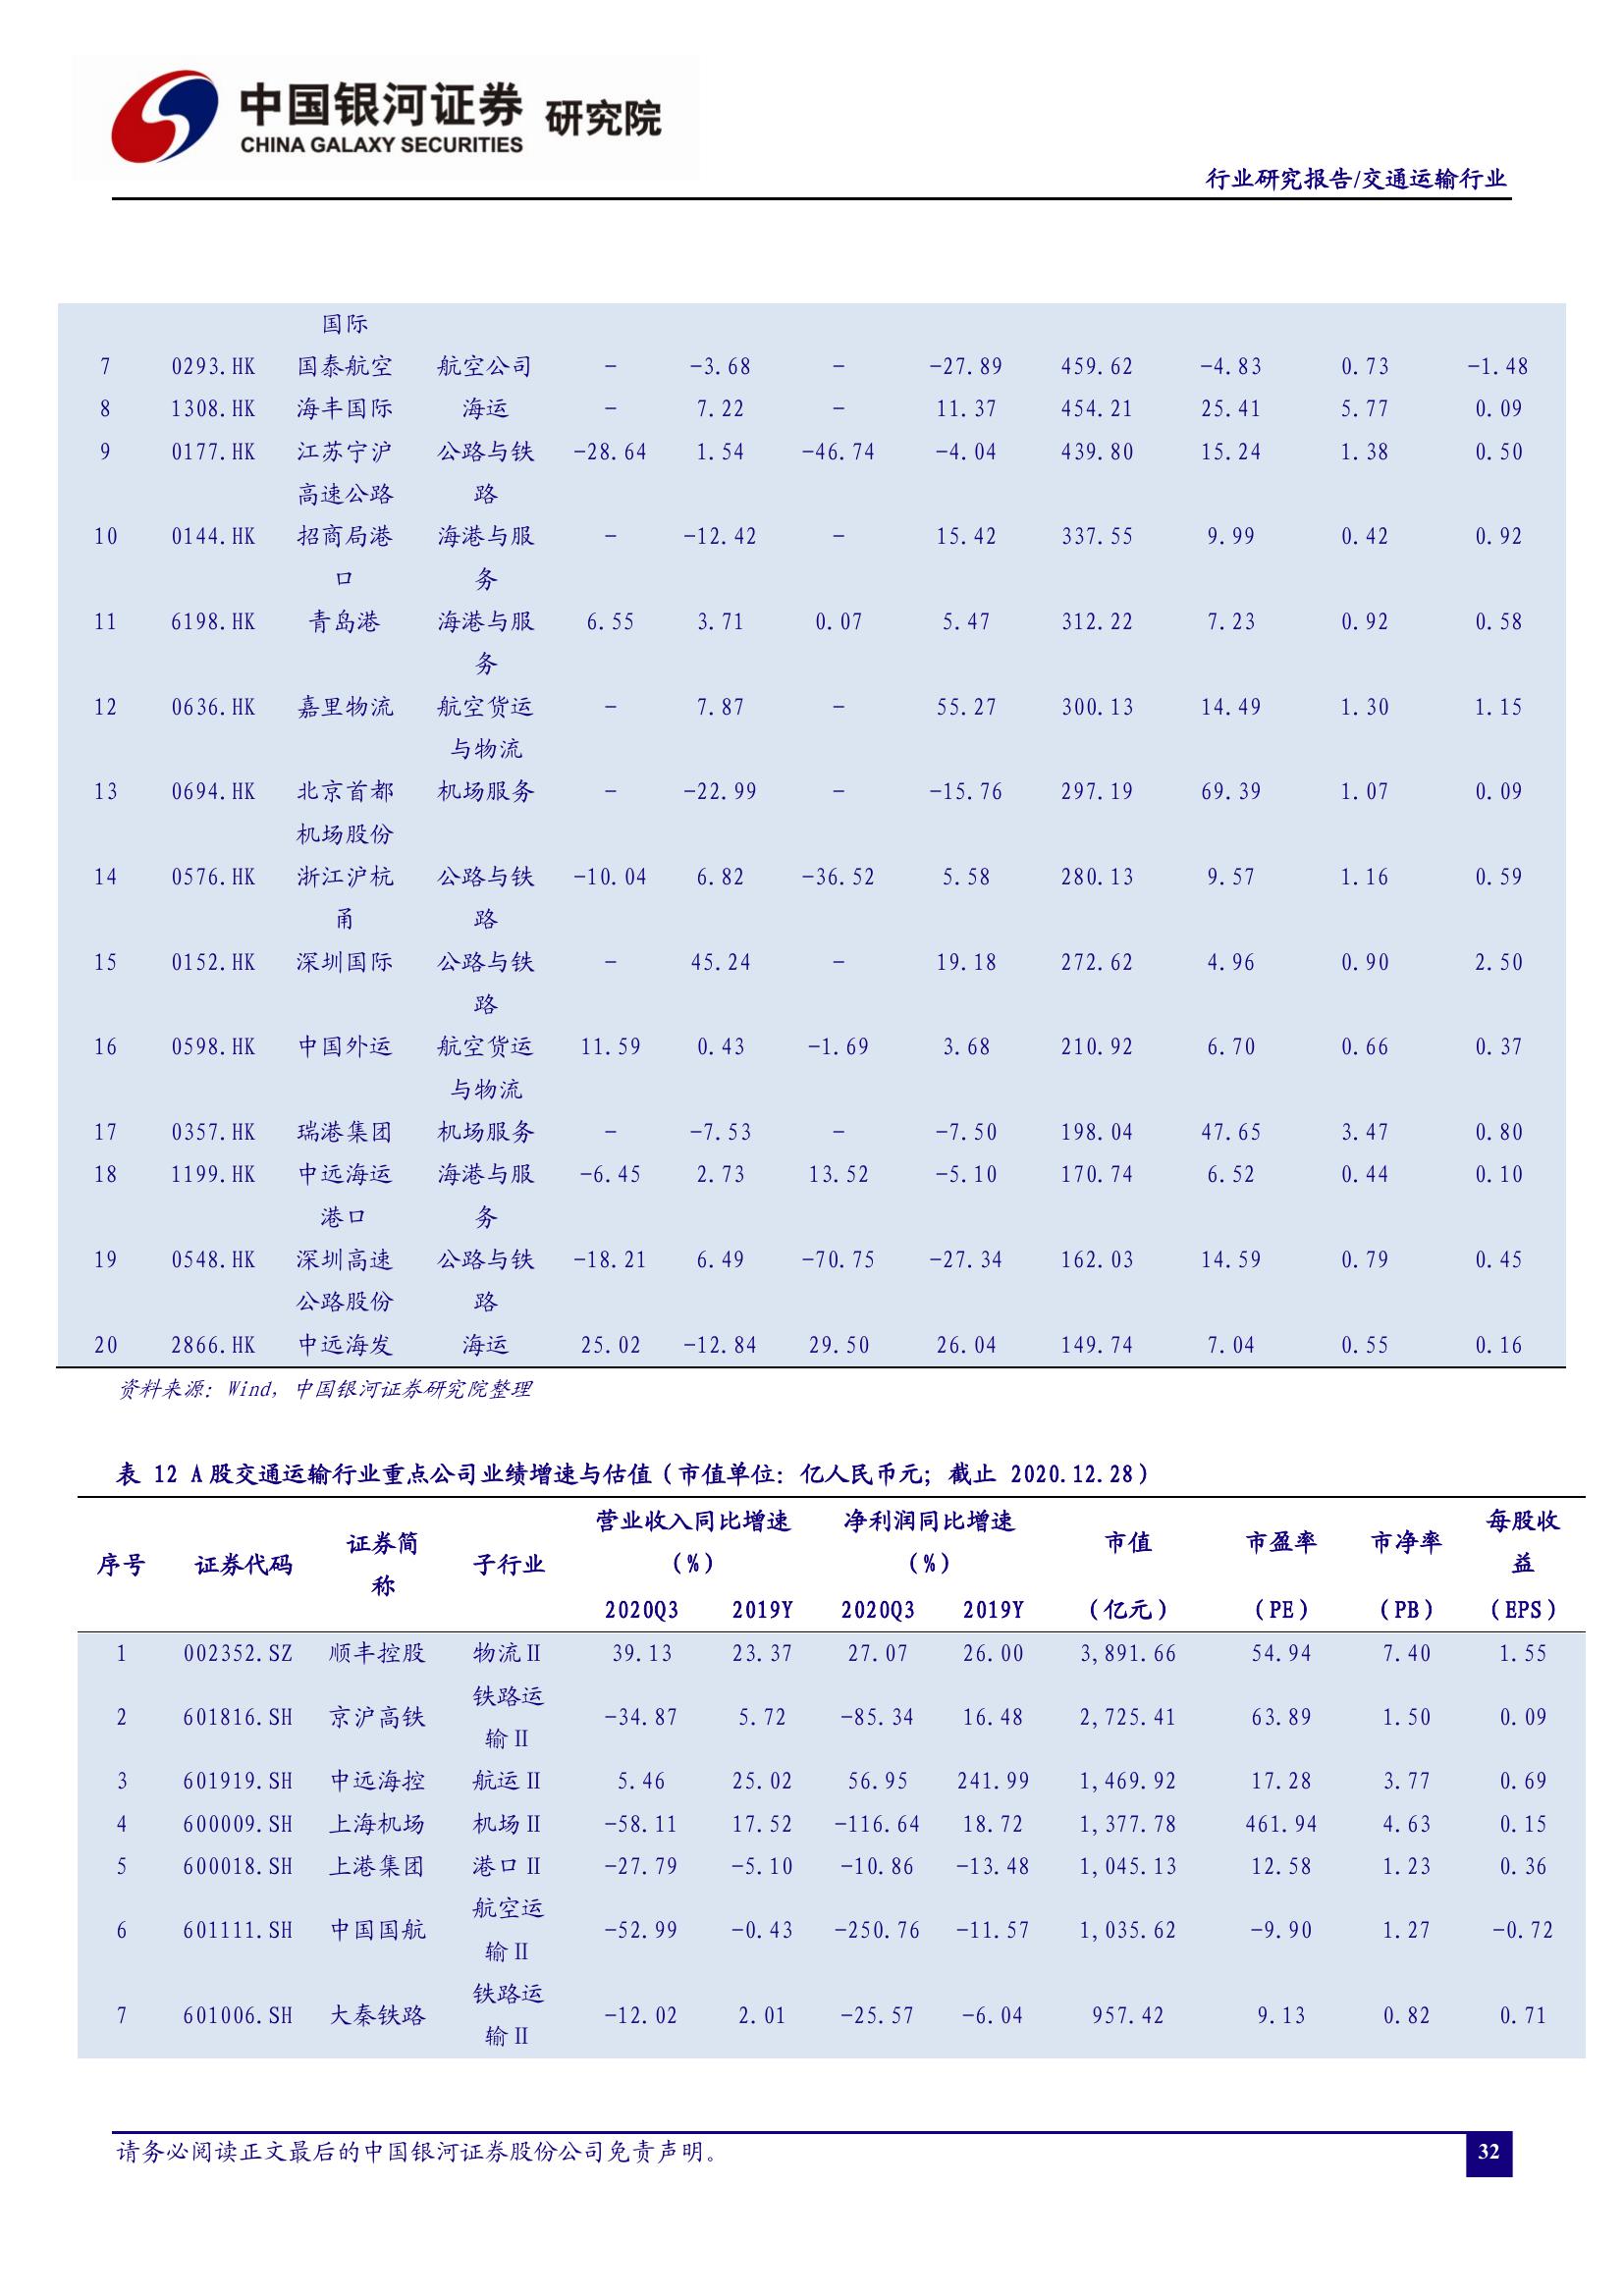 中国银河证券 研究院
CHINA GALAXY SECURITIES
行业研究报告/交通运输行业
国际
7 0293.HK 国泰航空 航空公司 - -3.68 - -27.89 459.62 -4.83 0.73 -1.48
8 1308.HK 海丰国际 海运 - 7.22 - 11.37 454.21 25.41 5.77 0.09
9 0177.HK 江苏宁沪 公路与铁 -28.64 1.54 -46.74 -4.04 439.80 15.24 1.38 0.50
高速公路 路
10 0144.HK 招商局港 海港与服 - -12.42 - 15.42 337.55 9.99 0.42 0.92
口 务
11 6198.HK 青岛港 海港与服 6.55 3.71 0.07 5.47 312.22 7.23 0.92 0.58
务
12 0636.HK 嘉里物流 航空货运 - 7.87 - 55.27 300.13 14.49 1.30 1.15
与物流
13 0694.HK 北京首都 机场服务 - -22.99 - -15.76 297.19 69.39 1.07 0.09
机场股份
14 0576.HK 浙江沪杭 公路与铁 -10.04 6.82 -36.52 5.58 280.13 9.57 1.16 0.59
甬 路
15 0152.HK 深圳国际 公路与铁 - 45.24 - 19.18 272.62 4.96 0.90 2.50
路
16 0598.HK 中国外运 航空货运 11.59 0.43 -1.69 3.68 210.92 6.70 0.66 0.37
与物流
17 0357.HK 瑞港集团 机场服务 - -7.53 - -7.50 198.04 47.65 3.47 0.80
18 1199.HK 中远海运 海港与服 -6.45 2.73 13.52 -5.10 170.74 6.52 0.44 0.10
港口 务
19 0548.HK 深圳高速 公路与铁 -18.21 6.49 -70.75 -27.34 162.03 14.59 0.79 0.45
公路股份 路
20 2866.HK 中远海发 海运 25.02 -12.84 29.50 26.04 149.74 7.04 0.55 0.16
资料来源: Wind, 中国银河证券研究院整理
表 12 A股交通运输行业重点公司业绩增速与估值（市值单位: 亿人民币元; 截止 2020.12.28）
序号 证券代码 证券简称 子行业 营业收入同比增速（%） 净利润同比增速（%） 市值 市盈率 市净率 每股收益
2020Q3 2019Y 2020Q3 2019Y （亿元） （PE） （PB） （EPS）
1 002352.SZ 顺丰控股 物流Ⅱ 39.13 23.37 27.07 26.00 3,891.66 54.94 7.40 1.55
2 601816.SH 京沪高铁 铁路运输Ⅱ -34.87 5.72 -85.34 16.48 2,725.41 63.89 1.50 0.09
3 601919.SH 中远海控 航运Ⅱ 5.46 25.02 56.95 241.99 1,469.92 17.28 3.77 0.69
4 600009.SH 上海机场 机场Ⅱ -58.11 17.52 -116.64 18.72 1,377.78 461.94 4.63 0.15
5 600018.SH 上港集团 港口Ⅱ -27.79 -5.10 -10.86 -13.48 1,045.13 12.58 1.23 0.36
6 601111.SH 中国国航 航空运输Ⅱ -52.99 -0.43 -250.76 -11.57 1,035.62 -9.90 1.27 -0.72
7 601006.SH 大秦铁路 铁路运输Ⅱ -12.02 2.01 -25.57 -6.04 957.42 9.13 0.82 0.71
请务必阅读正文最后的中国银河证券股份公司免责声明。
32